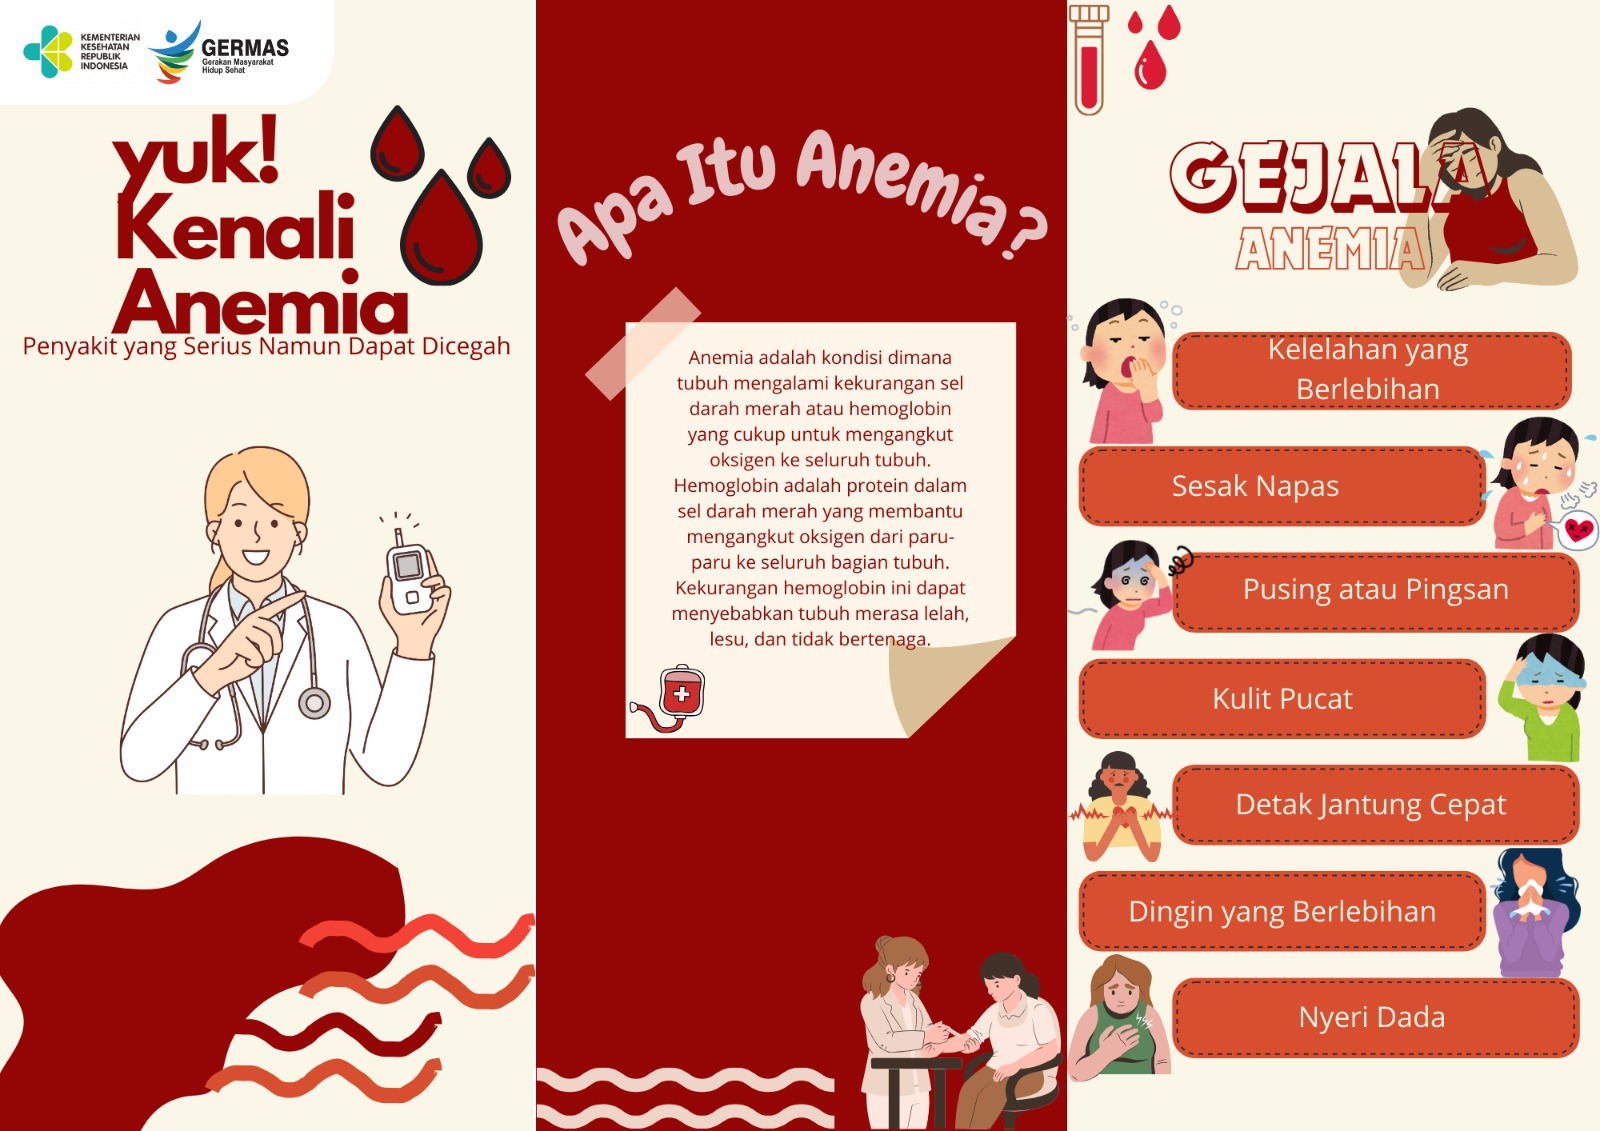 KEMENTERIAN
KESEHATAN
REPUBLIK
INDONESIA
GERMAS
Gerakan Masyarakat
Hidup Sehat
yuk!
Kenali
Anemia
Penyakit yang Serius Namun Dapat Dicegah
Apa Itu Anemia?
Anemia adalah kondisi dimana
tubuh mengalami kekurangan sel
darah merah atau hemoglobin
yang cukup untuk mengangkut
oksigen ke seluruh tubuh.
Hemoglobin adalah protein dalam
sel darah merah yang membantu
mengangkut oksigen dari paru-
paru ke seluruh bagian tubuh.
Kekurangan hemoglobin ini dapat
menyebabkan tubuh merasa lelah,
lesu, dan tidak bertenaga.
GEJALA
ANEMIA
Kelelahan yang
Berlebihan
Sesak Napas
Pusing atau Pingsan
Kulit Pucat
Detak Jantung Cepat
Dingin yang Berlebihan
Nyeri Dada